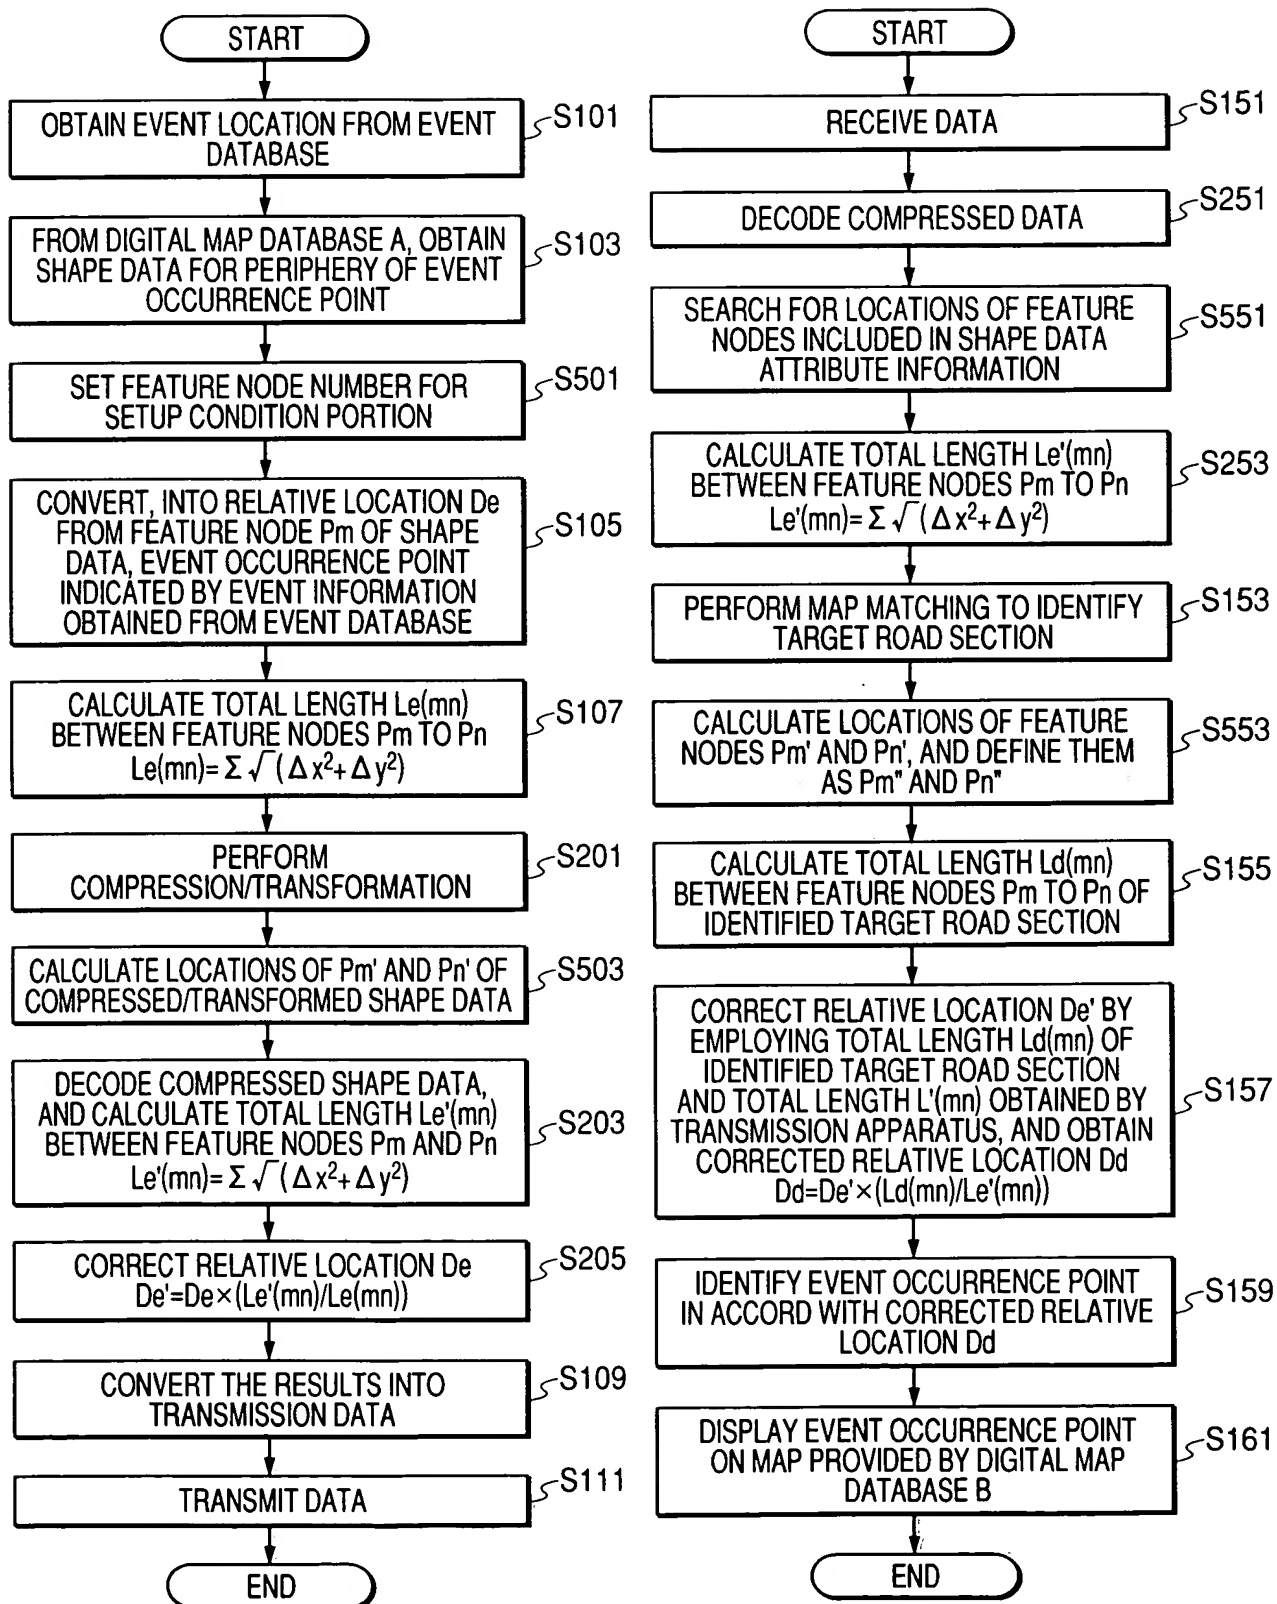 START
OBTAIN EVENT LOCATION FROM EVENT
DATABASE
S101
FROM DIGITAL MAP DATABASE A, OBTAIN
SHAPE DATA FOR PERIPHERY OF EVENT
OCCURRENCE POINT
S103
SET FEATURE NODE NUMBER FOR
SETUP CONDITION PORTION
S501
CONVERT, INTO RELATIVE LOCATION De
FROM FEATURE NODE Pm OF SHAPE
DATA, EVENT OCCURRENCE POINT
INDICATED BY EVENT INFORMATION
OBTAINED FROM EVENT DATABASE
S105
CALCULATE TOTAL LENGTH Le(mn)
BETWEEN FEATURE NODES Pm TO Pn
Le(mn)=Σ√(Δx²+Δy²)
S107
PERFORM
COMPRESSION/TRANSFORMATION
S201
CALCULATE LOCATIONS OF Pm' AND Pn' OF
COMPRESSED/TRANSFORMED SHAPE DATA
S503
DECODE COMPRESSED SHAPE DATA,
AND CALCULATE TOTAL LENGTH Le'(mn)
BETWEEN FEATURE NODES Pm AND Pn
Le'(mn)=Σ√(Δx²+Δy²)
S203
CORRECT RELATIVE LOCATION De
De'=De×(Le'(mn)/Le(mn))
S205
CONVERT THE RESULTS INTO
TRANSMISSION DATA
S109
TRANSMIT DATA
S111
END
START
RECEIVE DATA
S151
DECODE COMPRESSED DATA
S251
SEARCH FOR LOCATIONS OF FEATURE
NODES INCLUDED IN SHAPE DATA
ATTRIBUTE INFORMATION
S551
CALCULATE TOTAL LENGTH Le'(mn)
BETWEEN FEATURE NODES Pm TO Pn
Le'(mn)=Σ√(Δx²+Δy²)
S253
PERFORM MAP MATCHING TO IDENTIFY
TARGET ROAD SECTION
S153
CALCULATE LOCATIONS OF FEATURE
NODES Pm' AND Pn', AND DEFINE THEM
AS Pm" AND Pn"
S553
CALCULATE TOTAL LENGTH Ld(mn)
BETWEEN FEATURE NODES Pm TO Pn OF
IDENTIFIED TARGET ROAD SECTION
S155
CORRECT RELATIVE LOCATION De' BY
EMPLOYING TOTAL LENGTH Ld(mn) OF
IDENTIFIED TARGET ROAD SECTION
AND TOTAL LENGTH L'(mn) OBTAINED BY
TRANSMISSION APPARATUS, AND OBTAIN
CORRECTED RELATIVE LOCATION Dd
Dd=De'×(Ld(mn)/Le'(mn))
S157
IDENTIFY EVENT OCCURRENCE POINT
IN ACCORD WITH CORRECTED RELATIVE
LOCATION Dd
S159
DISPLAY EVENT OCCURRENCE POINT
ON MAP PROVIDED BY DIGITAL MAP
DATABASE B
S161
END